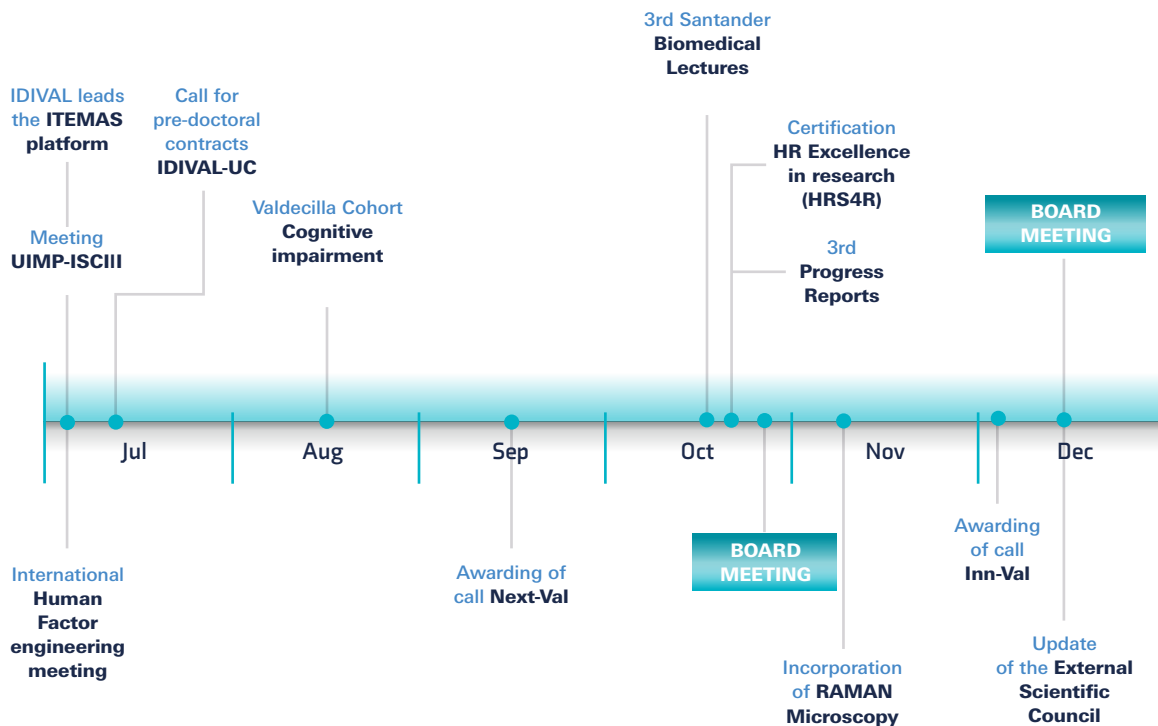 3rd Santander
Biomedical
Lectures
IDIVAL leads
the ITEMAS
platform
Call for
pre-doctoral
contracts
IDIVAL-UC
Certification
HR Excellence
in research
(HRS4R)
Valdecilla Cohort
Cognitive
impairment
BOARD
MEETING
Meeting
UIMP-ISCIII
3rd
Progress
Reports
Jul
Aug
Sep
Oct
Nov
Dec
International
Human
Factor
engineering
meeting
Awarding of
call Next-Val
BOARD
MEETING
Awarding
of call
Inn-Val
Incorporation
of RAMAN
Microscopy
Update
of the External
Scientific
Council